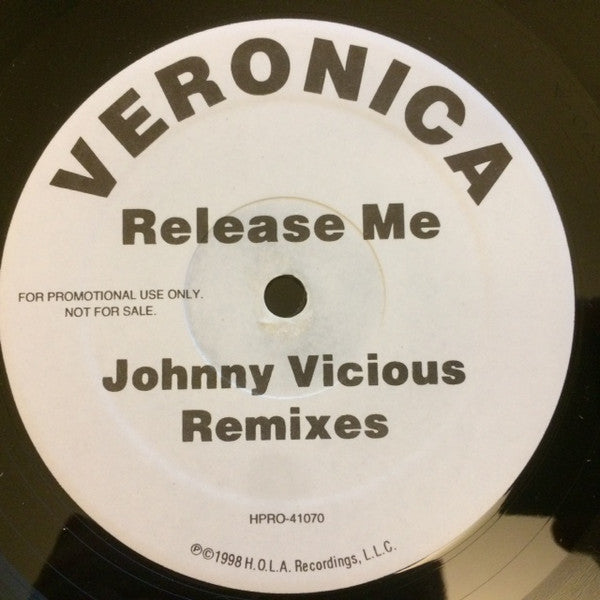 VERONICA
Release Me
FOR PROMOTIONAL USE ONLY.
NOT FOR SALE.
Johnny Vicious
Remixes
HPRO-41070
℗©1998 H.O.L.A. Recordings, L.L.C.